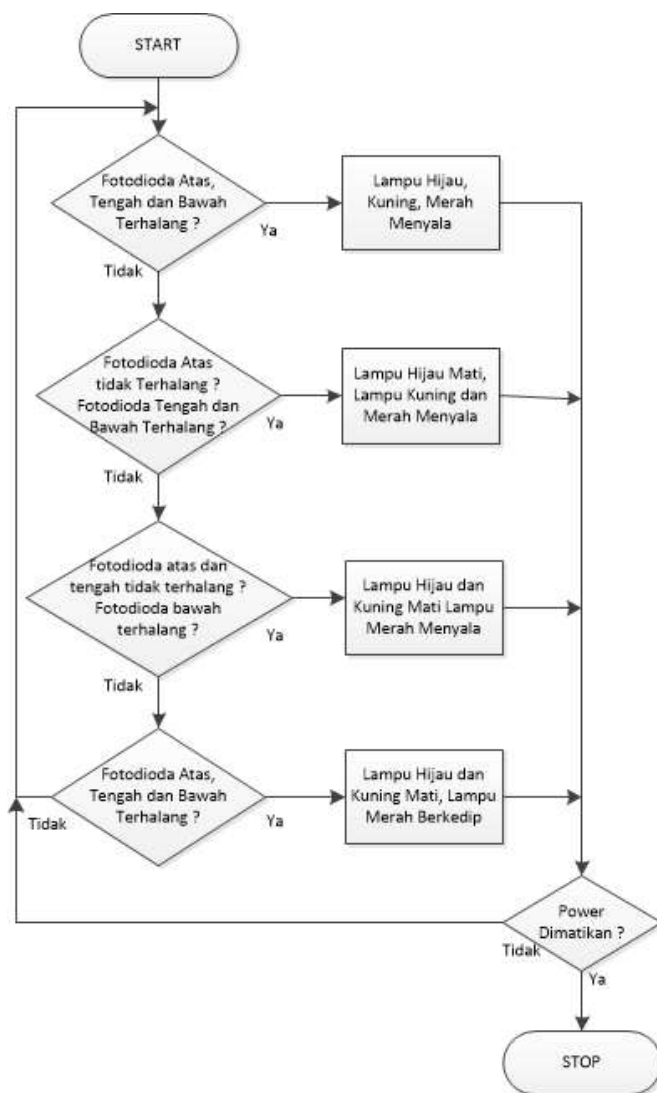 START
Fotodioda Atas,
Tengah dan Bawah
Terhalang ?
Ya
Lampu Hijau,
Kuning, Merah
Menyala
Tidak
Fotodioda Atas
tidak Terhalang ?
Fotodioda Tengah dan
Bawah Terhalang ?
Ya
Lampu Hijau Mati,
Lampu Kuning dan
Merah Menyala
Tidak
Fotodioda atas dan
tengah tidak terhalang ?
Fotodioda bawah
terhalang ?
Ya
Lampu Hijau dan
Kuning Mati Lampu
Merah Menyala
Tidak
Fotodioda Atas,
Tengah dan Bawah
Terhalang ?
Tidak
Ya
Lampu Hijau dan
Kuning Mati, Lampu
Merah Berkedip
Power
Dimatikan ?
Tidak
Ya
STOP